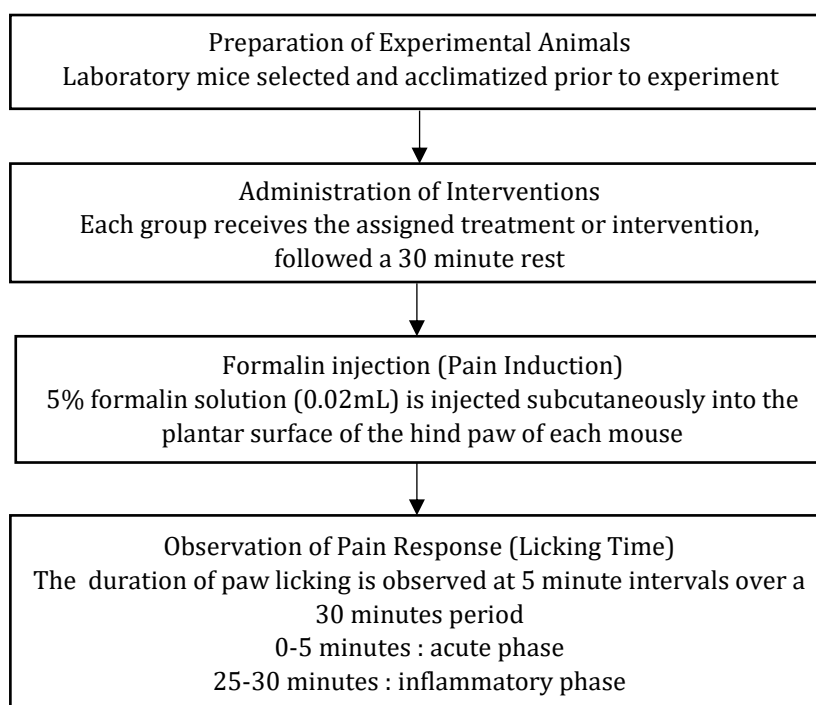 Preparation of Experimental Animals
Laboratory mice selected and acclimatized prior to experiment
Administration of Interventions
Each group receives the assigned treatment or intervention,
followed a 30 minute rest
Formalin injection (Pain Induction)
5% formalin solution (0.02mL) is injected subcutaneously into the
plantar surface of the hind paw of each mouse
Observation of Pain Response (Licking Time)
The duration of paw licking is observed at 5 minute intervals over a
30 minutes period
0-5 minutes : acute phase
25-30 minutes : inflammatory phase